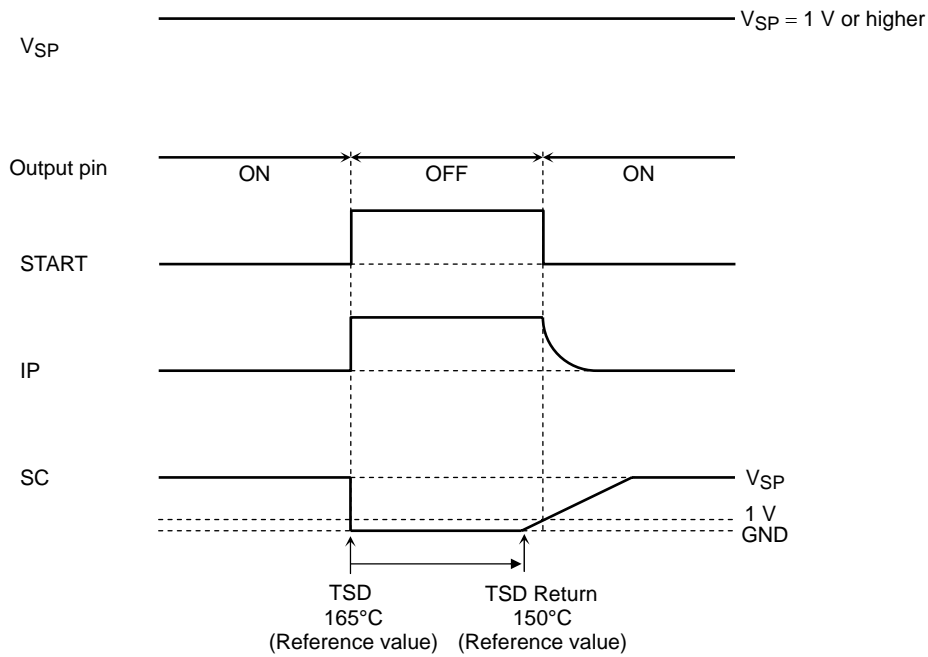 V_SP = 1 V or higher
V_SP
Output pin
ON
OFF
ON
START
IP
SC
V_SP
1 V
GND
TSD
165°C
(Reference value)
TSD Return
150°C
(Reference value)